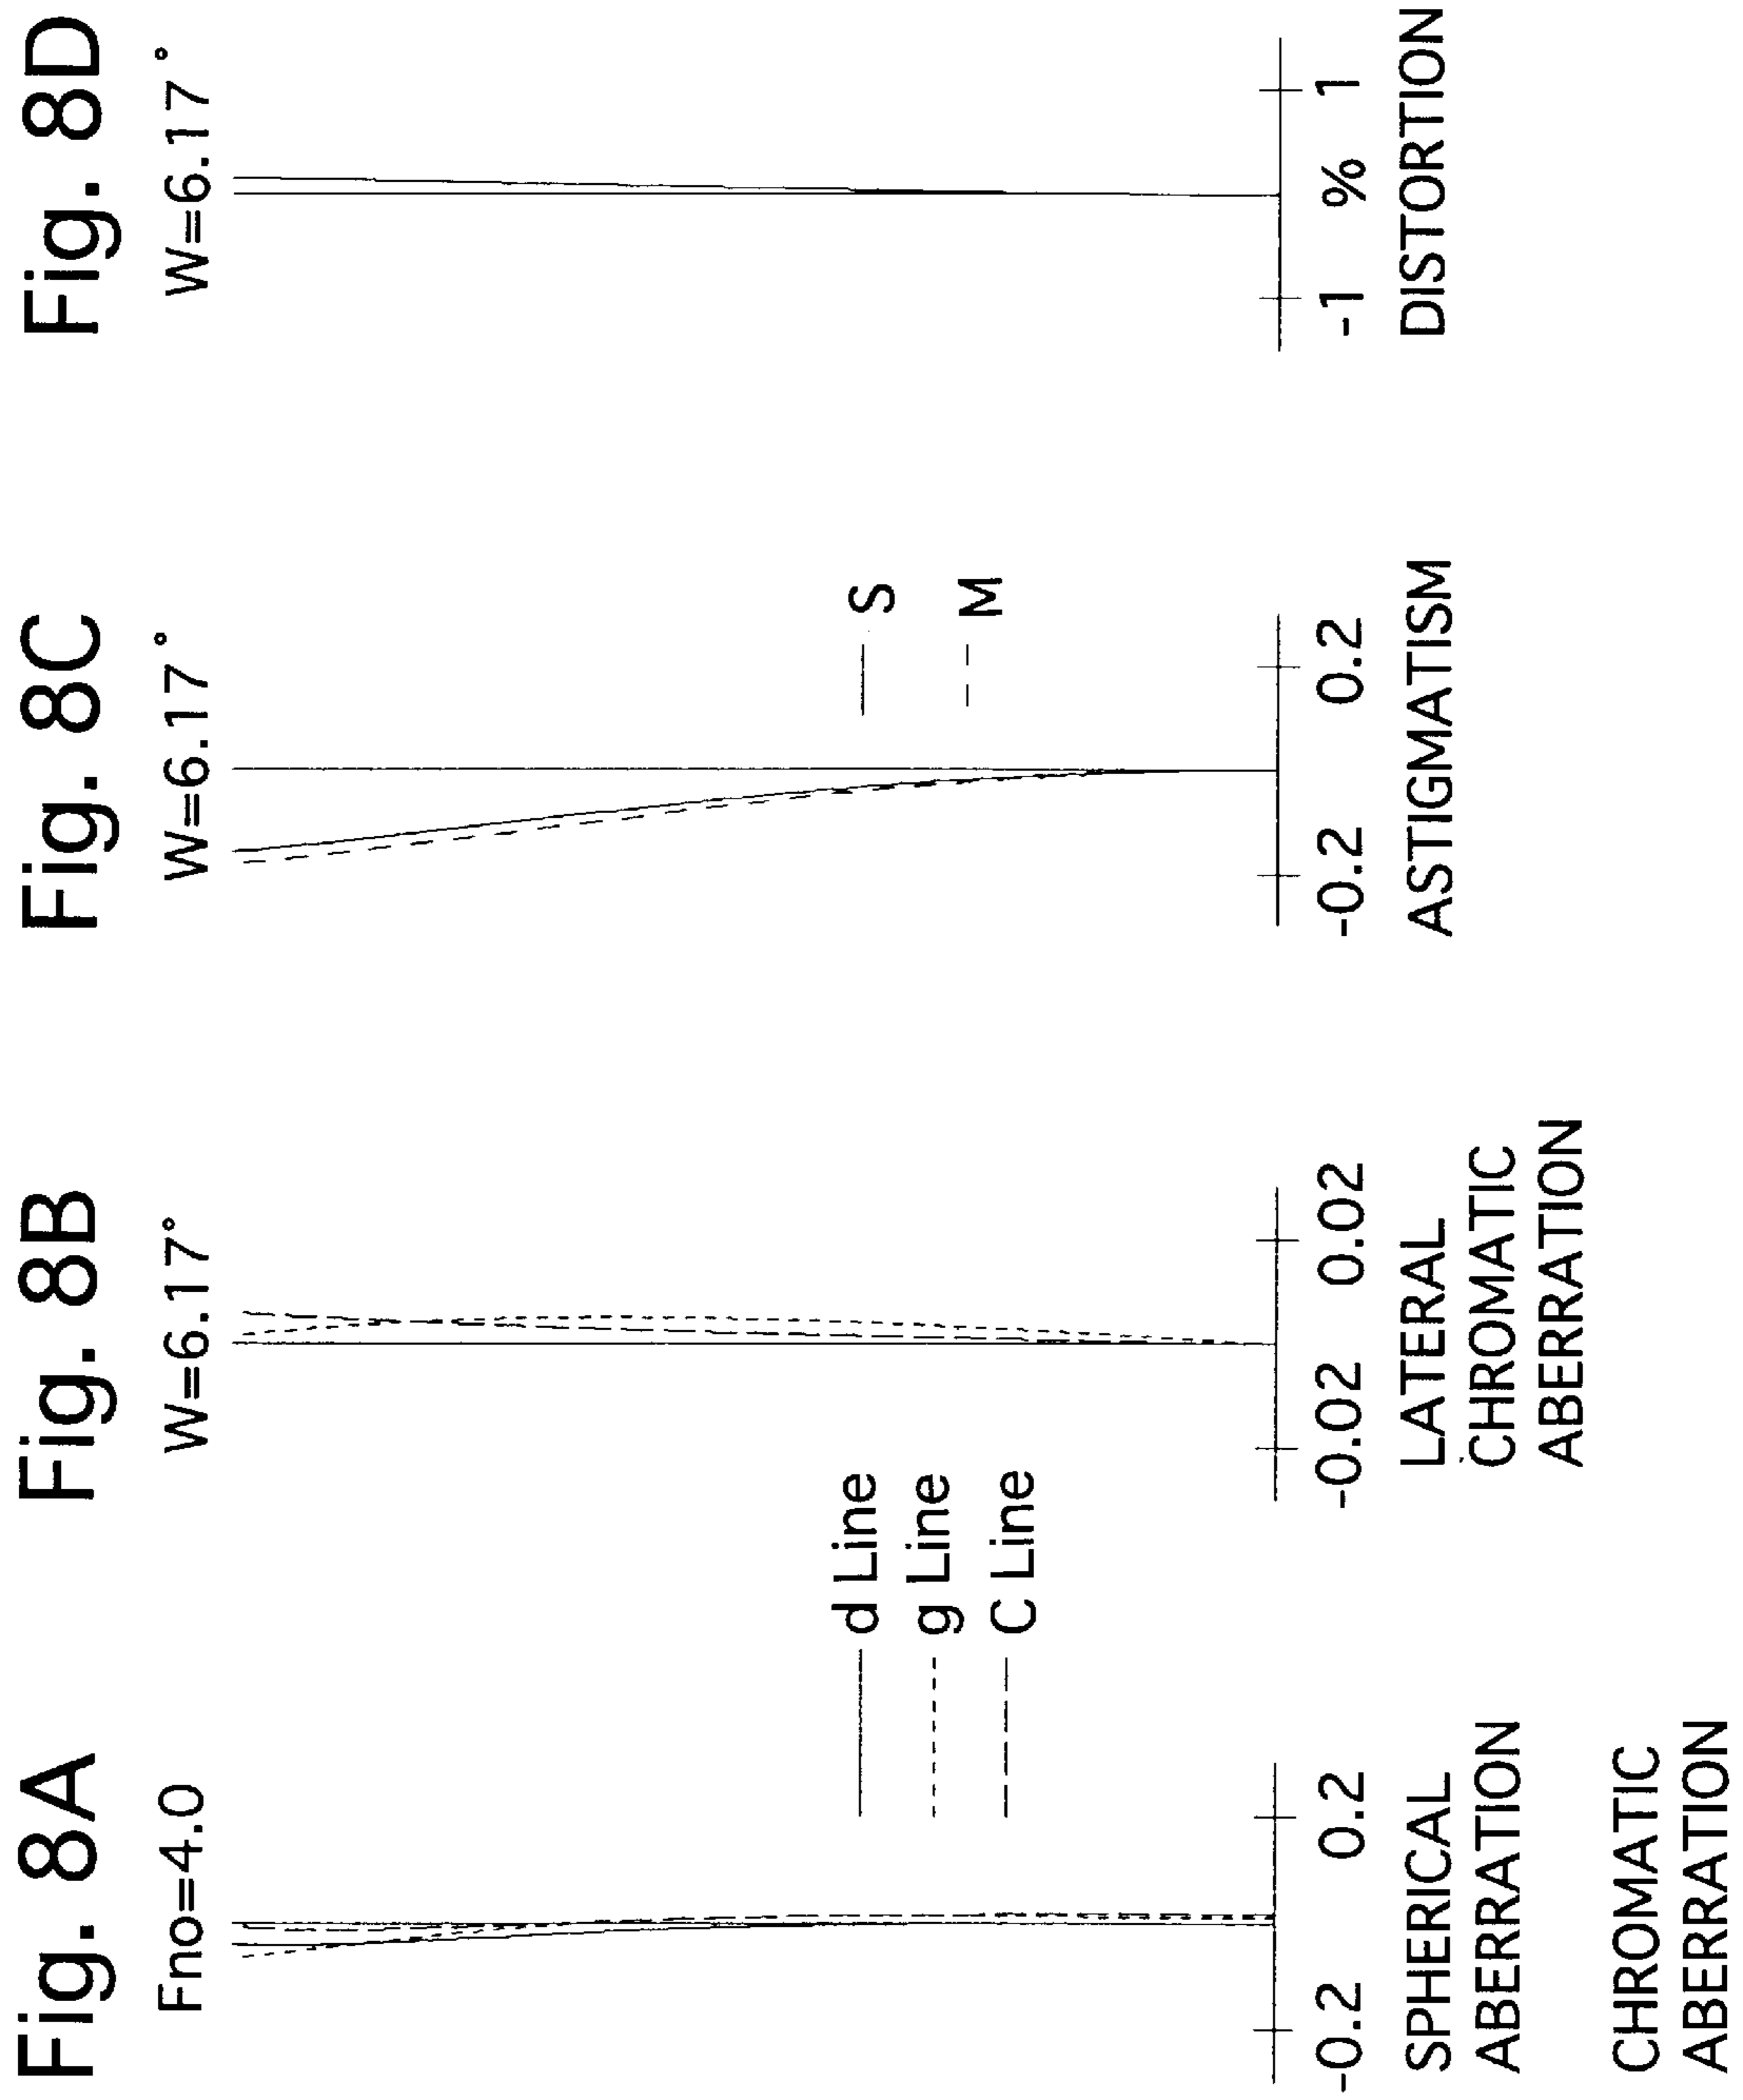 Fig. 8A
Fno=4.0
d Line
g Line
C Line
-0.2 0.2
SPHERICAL
ABERRATION
CHROMATIC
ABERRATION
Fig. 8B
W=6.17°
-0.02 0.02
LATERAL
CHROMATIC
ABERRATION
Fig. 8C
W=6.17°
S
M
-0.2 0.2
ASTIGMATISM
Fig. 8D
W=6.17°
-1 % 1
DISTORTION